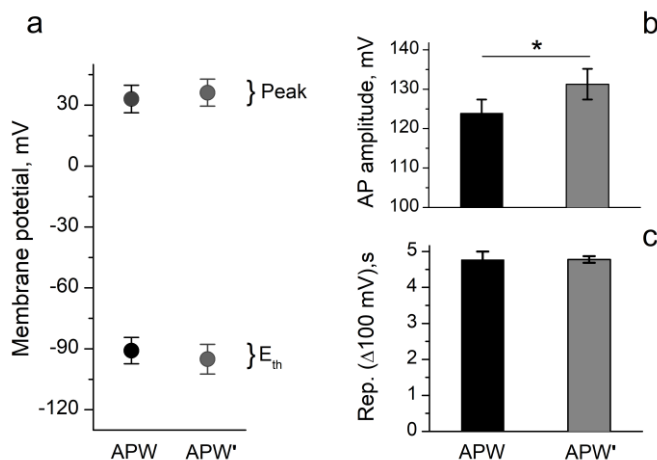 a
Membrane potetial, mV
30
0
-30
-60
-90
-120
} Peak
} Eth
APW
APW'
b
*
AP amplitude, mV
140
130
120
110
100
c
Rep. (Δ100 mV),s
5
4
3
2
1
0
APW
APW'